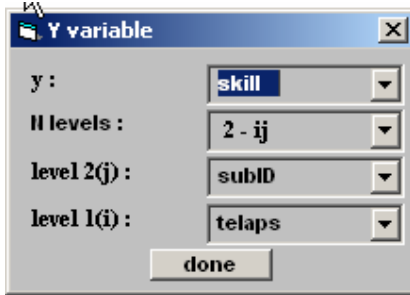 Y variable
y : skill
N levels : 2 - ij
level 2(j) : subID
level 1(i) : telaps
done